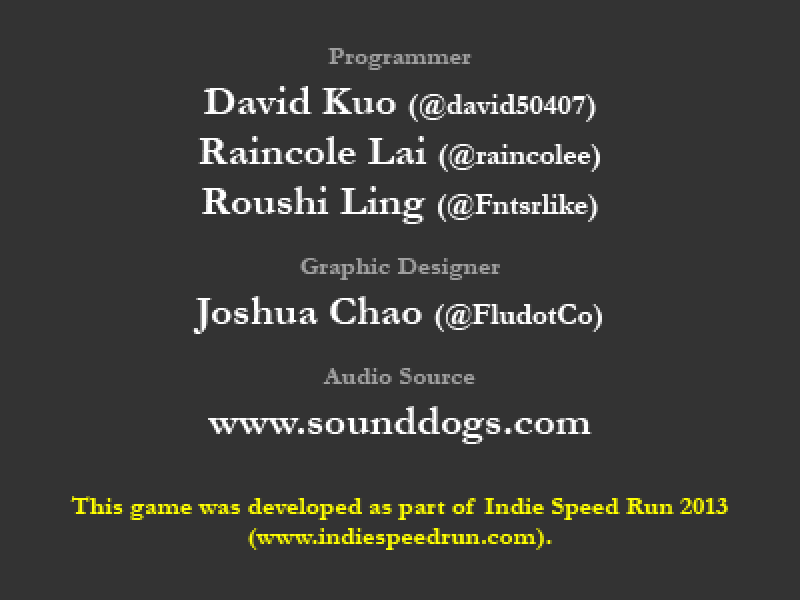 Programmer
David Kuo (@david50407)
Raincole Lai (@raincolee)
Roushi Ling (@Fntsrlike)
Graphic Designer
Joshua Chao (@FludotCo)
Audio Source
www.sounddogs.com
This game was developed as part of Indie Speed Run 2013
(www.indiespeedrun.com).